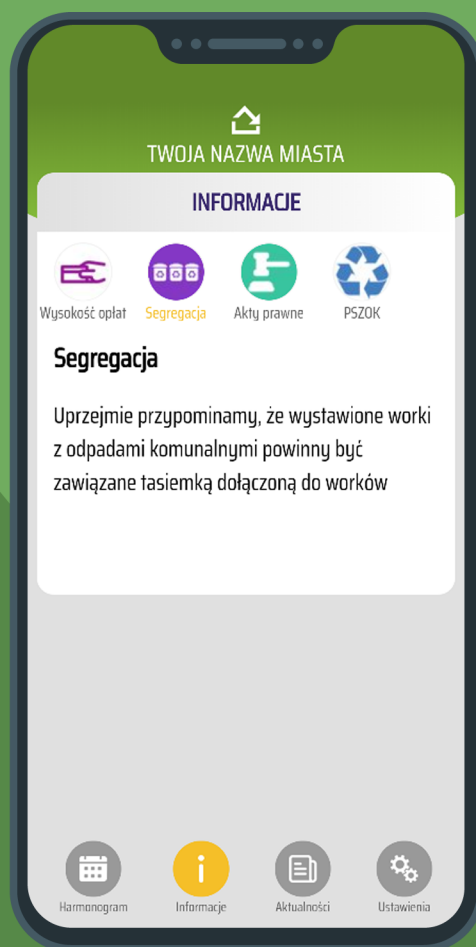 TWOJA NAZWA MIASTA
INFORMACJE
Wysokość opłat
Segregacja
Akty prawne
PSZOK
Segregacja
Uprzejmie przypominamy, że wystawione worki
z odpadami komunalnymi powinny być
zawiązane tasiemką dołączoną do worków
Harmonogram
Informacje
Aktualności
Ustawienia